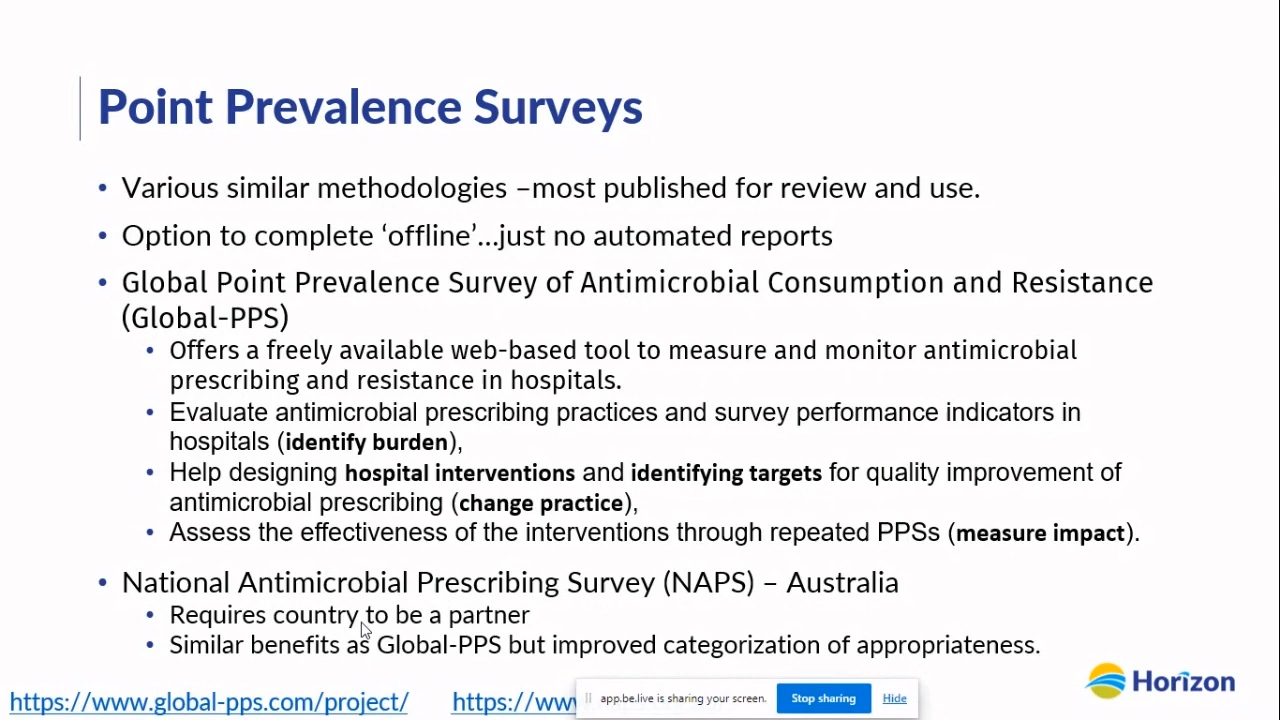 Point Prevalence Surveys
• Various similar methodologies –most published for review and use.
• Option to complete ‘offline’...just no automated reports
• Global Point Prevalence Survey of Antimicrobial Consumption and Resistance
(Global-PPS)
• Offers a freely available web-based tool to measure and monitor antimicrobial
prescribing and resistance in hospitals.
• Evaluate antimicrobial prescribing practices and survey performance indicators in
hospitals (identify burden),
• Help designing hospital interventions and identifying targets for quality improvement of
antimicrobial prescribing (change practice),
• Assess the effectiveness of the interventions through repeated PPSs (measure impact).
• National Antimicrobial Prescribing Survey (NAPS) – Australia
• Requires country to be a partner
• Similar benefits as Global-PPS but improved categorization of appropriateness.
Horizon
https://www.global-pps.com/project/ https://ww
app.be.live is sharing your screen. Stop sharing Hide